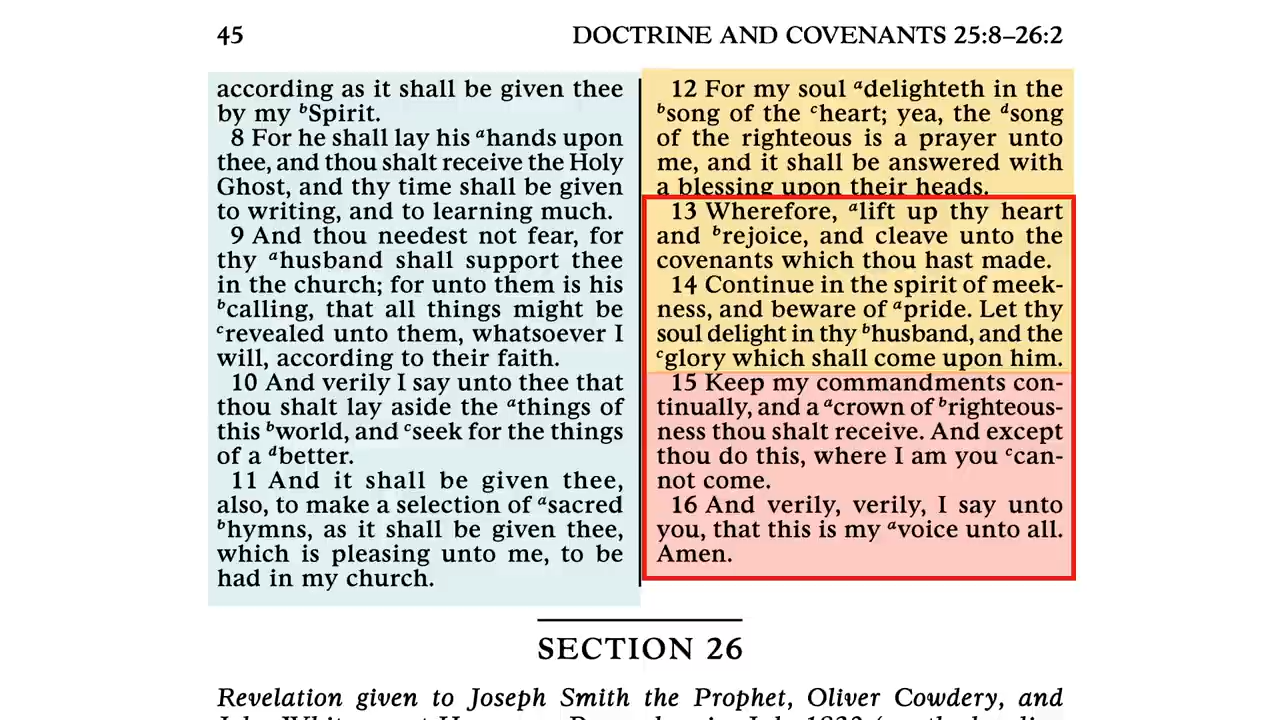 45
DOCTRINE AND COVENANTS 25:8–26:2
according as it shall be given thee
by my ᵇSpirit.
8 For he shall lay his ᵃhands upon
thee, and thou shalt receive the Holy
Ghost, and thy time shall be given
to writing, and to learning much.
9 And thou needest not fear, for
thy ᵃhusband shall support thee
in the church; for unto them is his
ᵇcalling, that all things might be
ᶜrevealed unto them, whatsoever I
will, according to their faith.
10 And verily I say unto thee that
thou shalt lay aside the ᵃthings of
this ᵇworld, and ᶜseek for the things
of a ᵈbetter.
11 And it shall be given thee,
also, to make a selection of ᵃsacred
ᵇhymns, as it shall be given thee,
which is pleasing unto me, to be
had in my church.
12 For my soul ᵃdelighteth in the
ᵇsong of the ᶜheart; yea, the ᵈsong
of the righteous is a prayer unto
me, and it shall be answered with
a blessing upon their heads.
13 Wherefore, ᵃlift up thy heart
and ᵇrejoice, and cleave unto the
covenants which thou hast made.
14 Continue in the spirit of meek-
ness, and beware of ᵃpride. Let thy
soul delight in thy ᵇhusband, and the
ᶜglory which shall come upon him.
15 Keep my commandments con-
tinually, and a ᵃcrown of ᵇrighteous-
ness thou shalt receive. And except
thou do this, where I am you ᶜcan-
not come.
16 And verily, verily, I say unto
you, that this is my ᵃvoice unto all.
Amen.
SECTION 26
Revelation given to Joseph Smith the Prophet, Oliver Cowdery, and